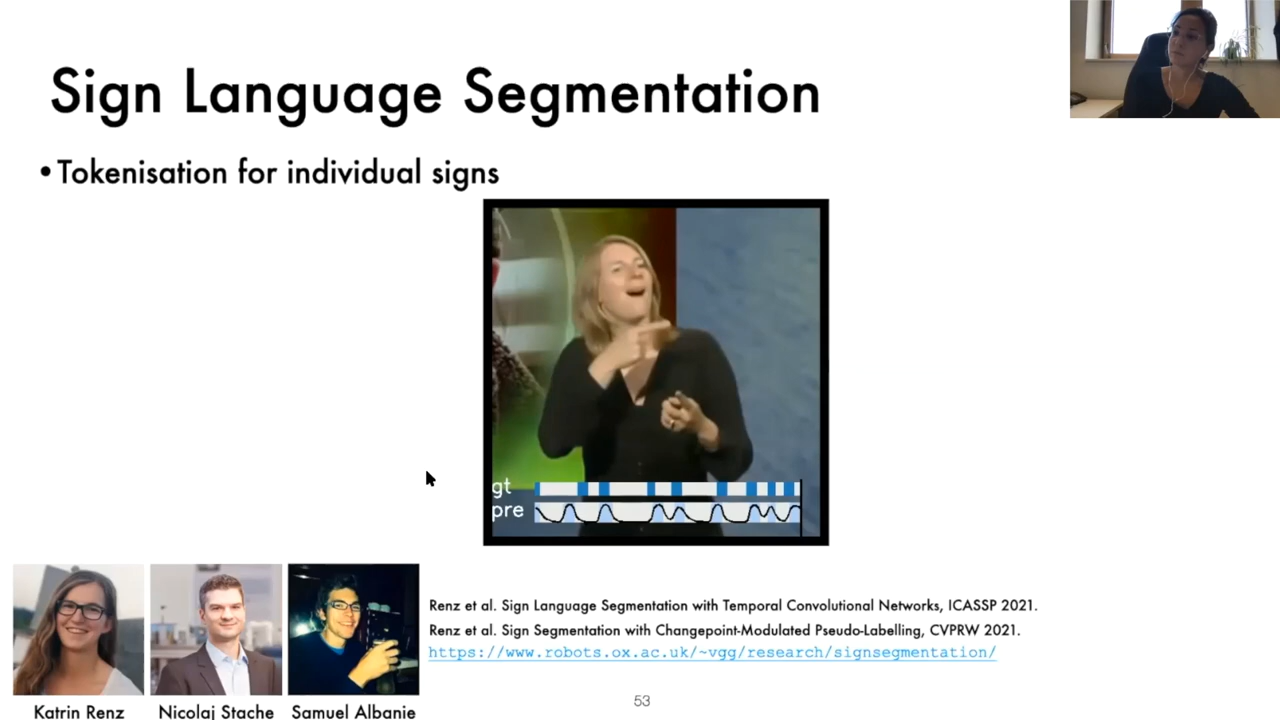 Sign Language Segmentation
•Tokenisation for individual signs
gt
pre
Renz et al. Sign Language Segmentation with Temporal Convolutional Networks, ICASSP 2021.
Renz et al. Sign Segmentation with Changepoint-Modulated Pseudo-Labelling, CVPRW 2021.
https://www.robots.ox.ac.uk/~vgg/research/signsegmentation/
Katrin Renz
Nicolaj Stache
Samuel Albanie
53